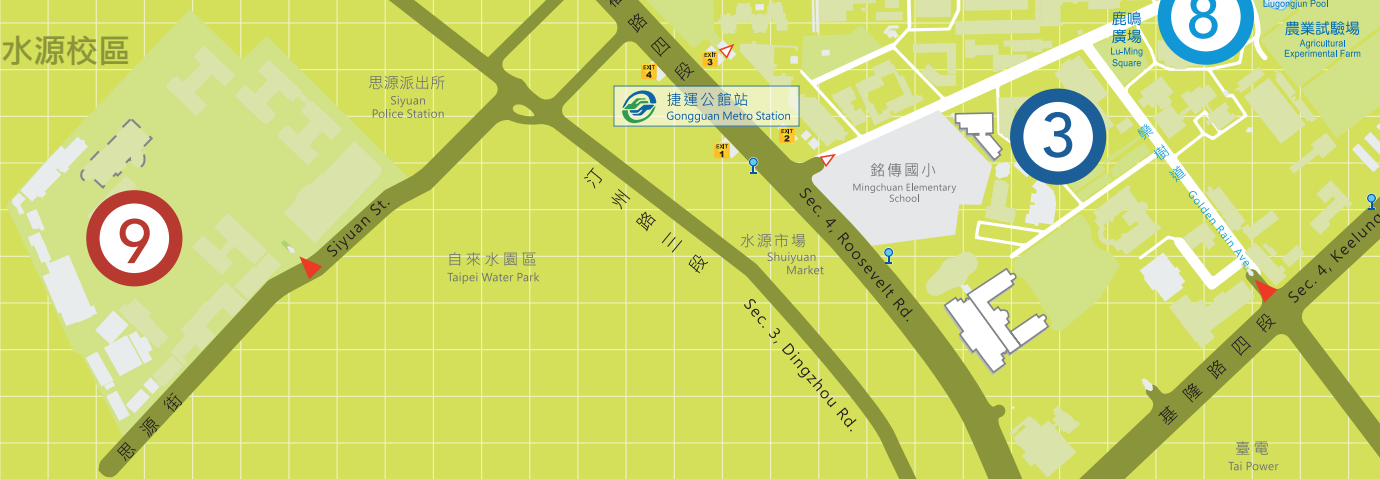 水源校區
思源派出所
Siyuan
Police Station
EXIT
4
EXIT
3
捷運公館站
Gongguan Metro Station
EXIT
1
EXIT
2
路四段
鹿鳴
廣場
Lu-Ming
Square
8
Liugongjun Pool
農業試驗場
Agricultural
Experimental Farm
3
銘傳國小
Mingchuan Elementary
School
Golden Rain Ave.
9
Siyuan St.
思源街
自來水園區
Taipei Water Park
汀州路三段
Sec. 3, Dingzhou Rd.
水源市場
Shuiyuan
Market
Sec. 4, Roosevelt Rd.
Sec. 4, Keelung
基隆路四段
臺電
Tai Power